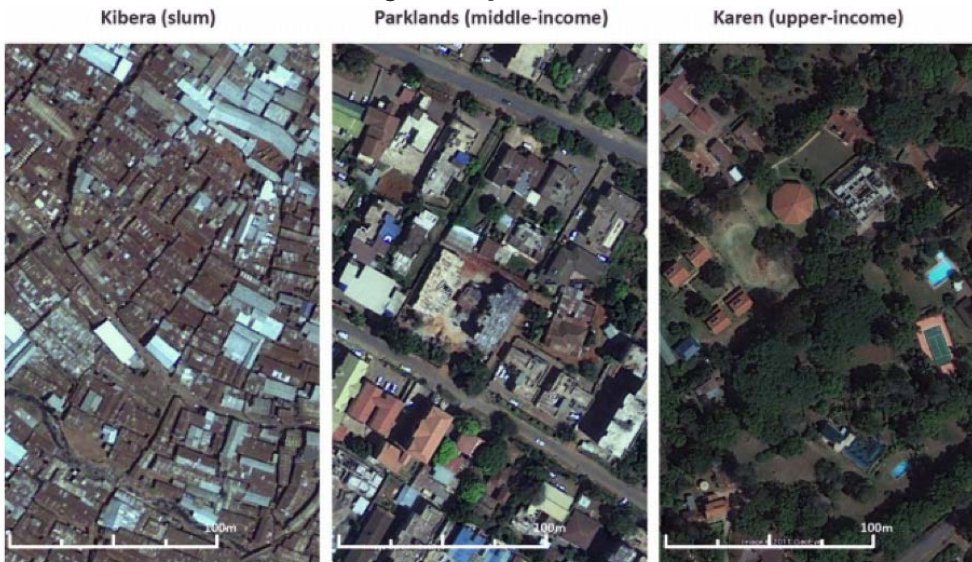 Kibera (slum)
Parklands (middle-income)
Karen (upper-income)
100m
100m
100m